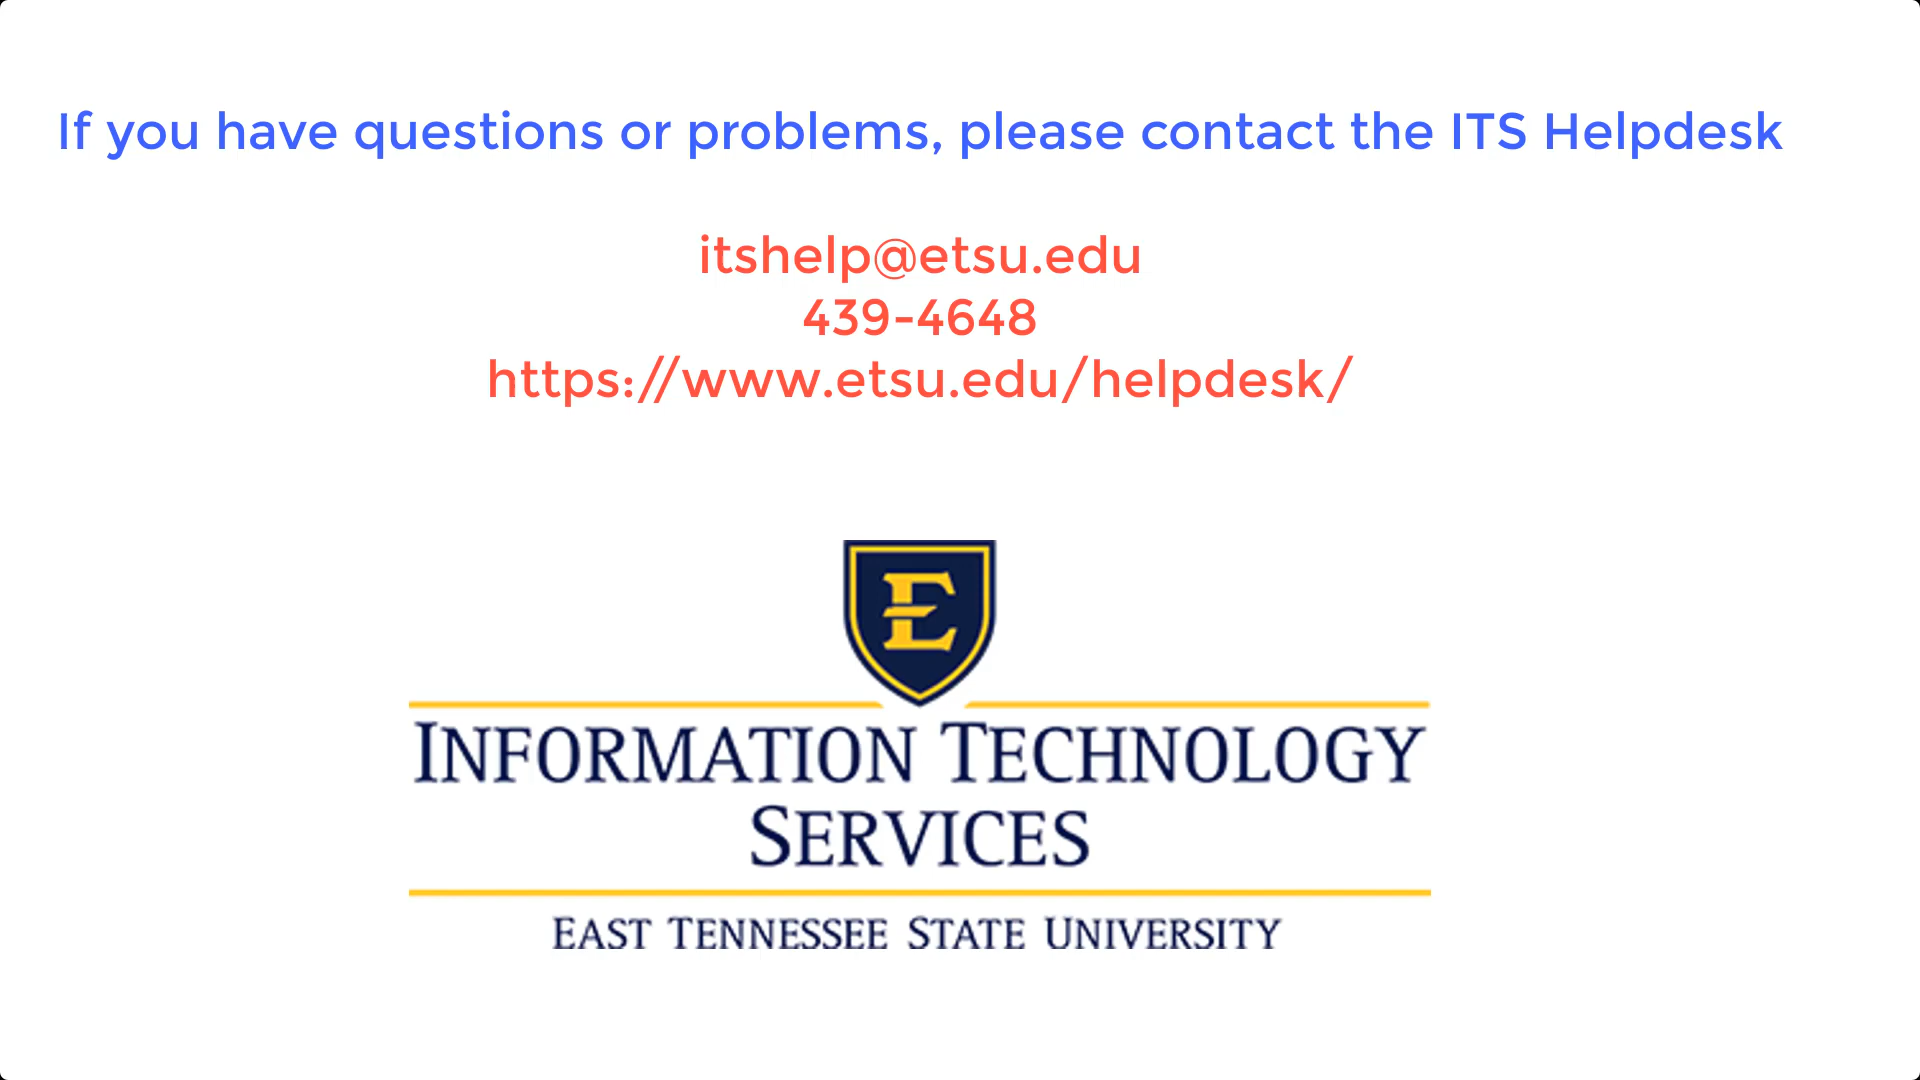 If you have questions or problems, please contact the ITS Helpdesk
itshelp@etsu.edu
439-4648
https://www.etsu.edu/helpdesk/
E
INFORMATION TECHNOLOGY
SERVICES
EAST TENNESSEE STATE UNIVERSITY